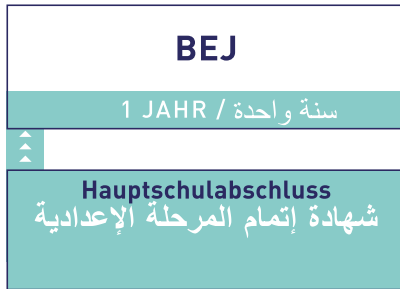 BEJ
1 JAHR / سنة واحدة
Hauptschulabschluss
شهادة إتمام المرحلة الإعدادية